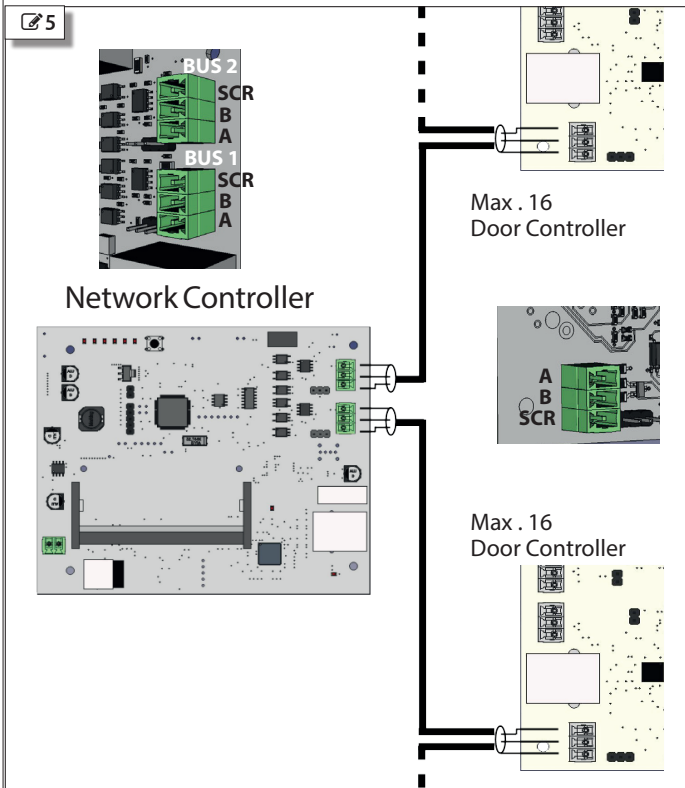 5
BUS 2
SCR
B
A
BUS 1
SCR
B
A
Max . 16
Door Controller
Network Controller
A
B
SCR
Max . 16
Door Controller